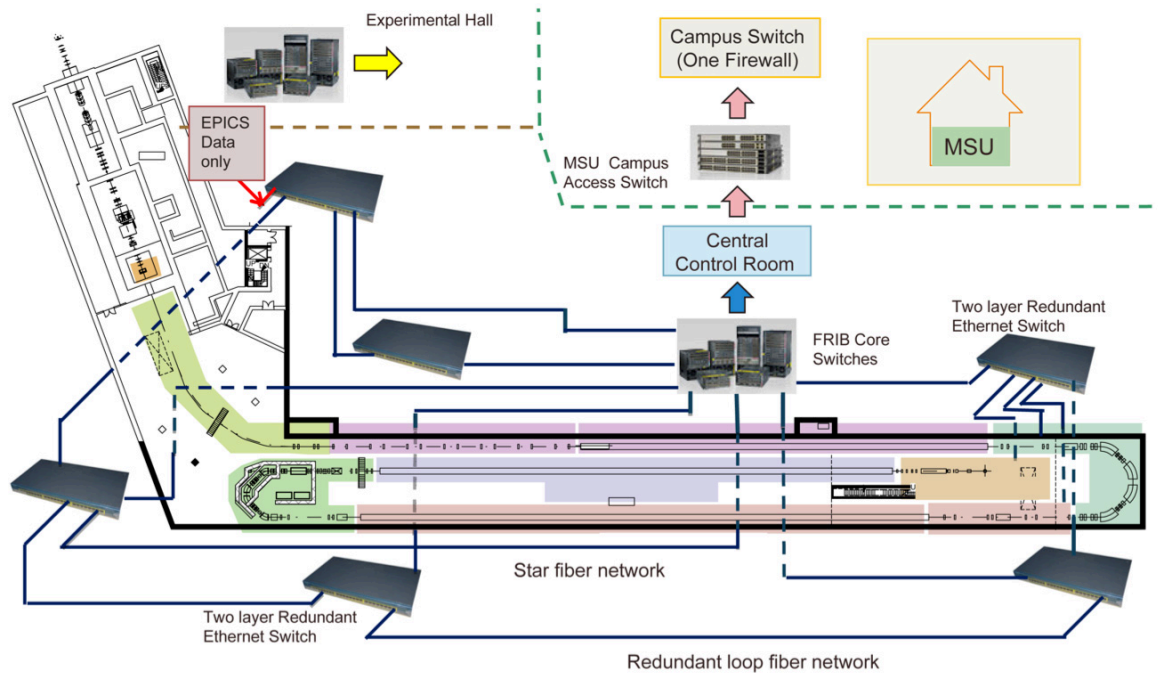 Experimental Hall
Campus Switch
(One Firewall)
EPICS
Data
only
MSU
MSU Campus
Access Switch
Central
Control Room
Two layer Redundant
Ethernet Switch
FRIB Core
Switches
Star fiber network
Two layer Redundant
Ethernet Switch
Redundant loop fiber network